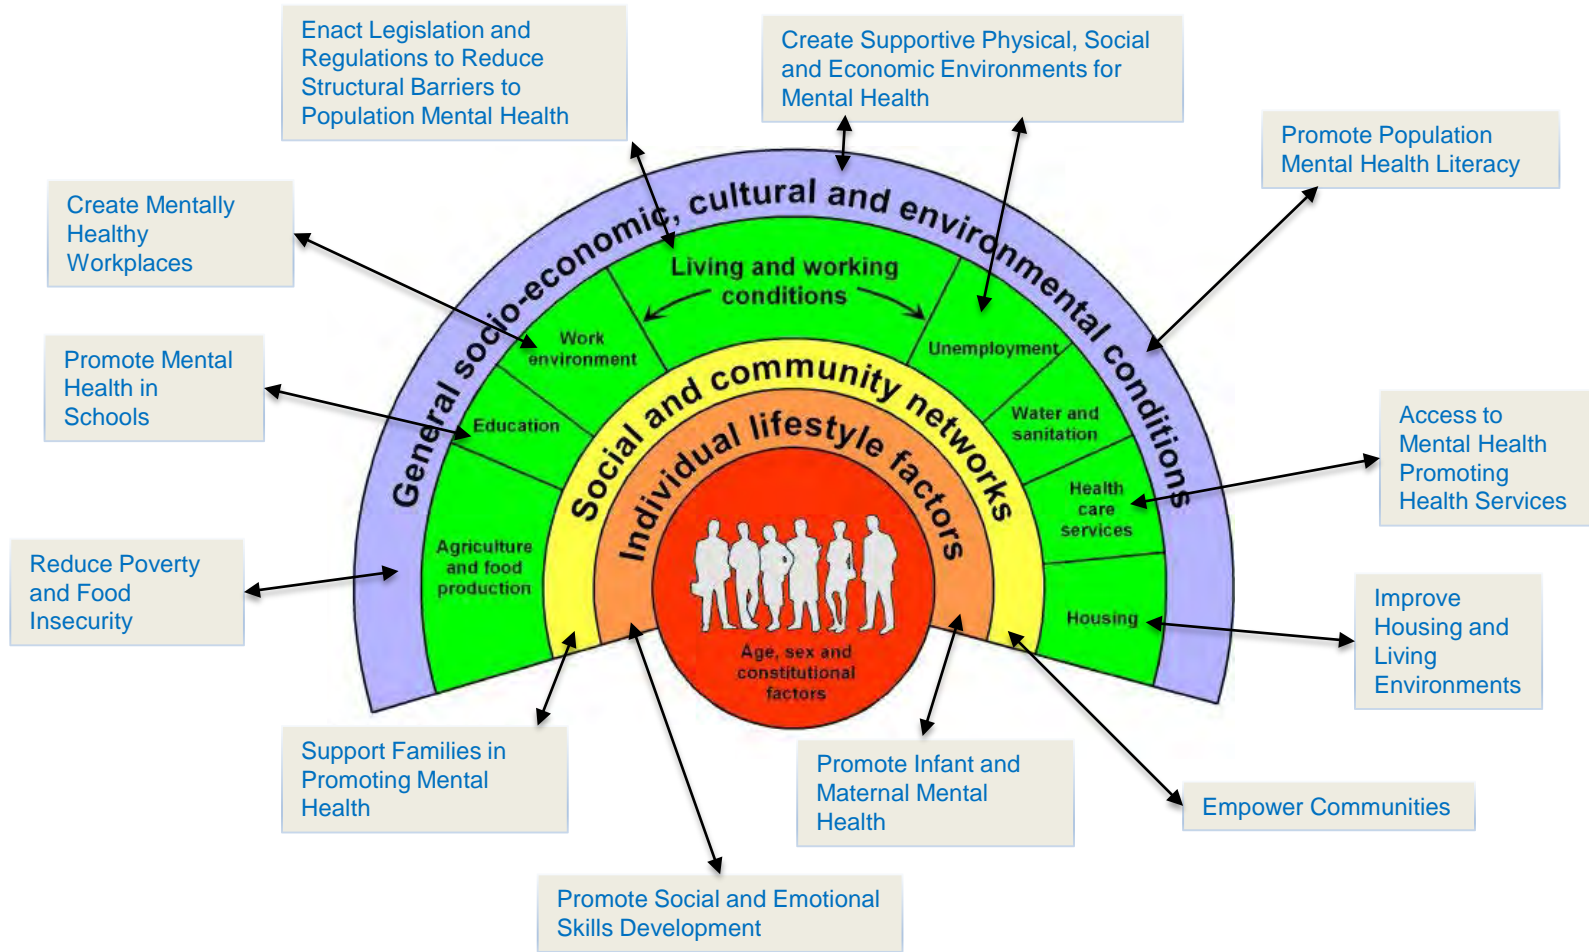 Enact Legislation and
Regulations to Reduce
Structural Barriers to
Population Mental Health
Create Supportive Physical, Social
and Economic Environments for
Mental Health
Promote Population
Mental Health Literacy
Create Mentally
Healthy
Workplaces
Promote Mental
Health in
Schools
Reduce Poverty
and Food
Insecurity
General socio-economic, cultural and environmental conditions
Living and working
conditions
Work
environment
Education
Agriculture
and food
production
Unemployment
Water and
sanitation
Health
care
services
Housing
Social and community networks
Individual lifestyle factors
Age, sex and
constitutional
factors
Access to
Mental Health
Promoting
Health Services
Improve
Housing and
Living
Environments
Support Families in
Promoting Mental
Health
Promote Infant and
Maternal Mental
Health
Empower Communities
Promote Social and Emotional
Skills Development